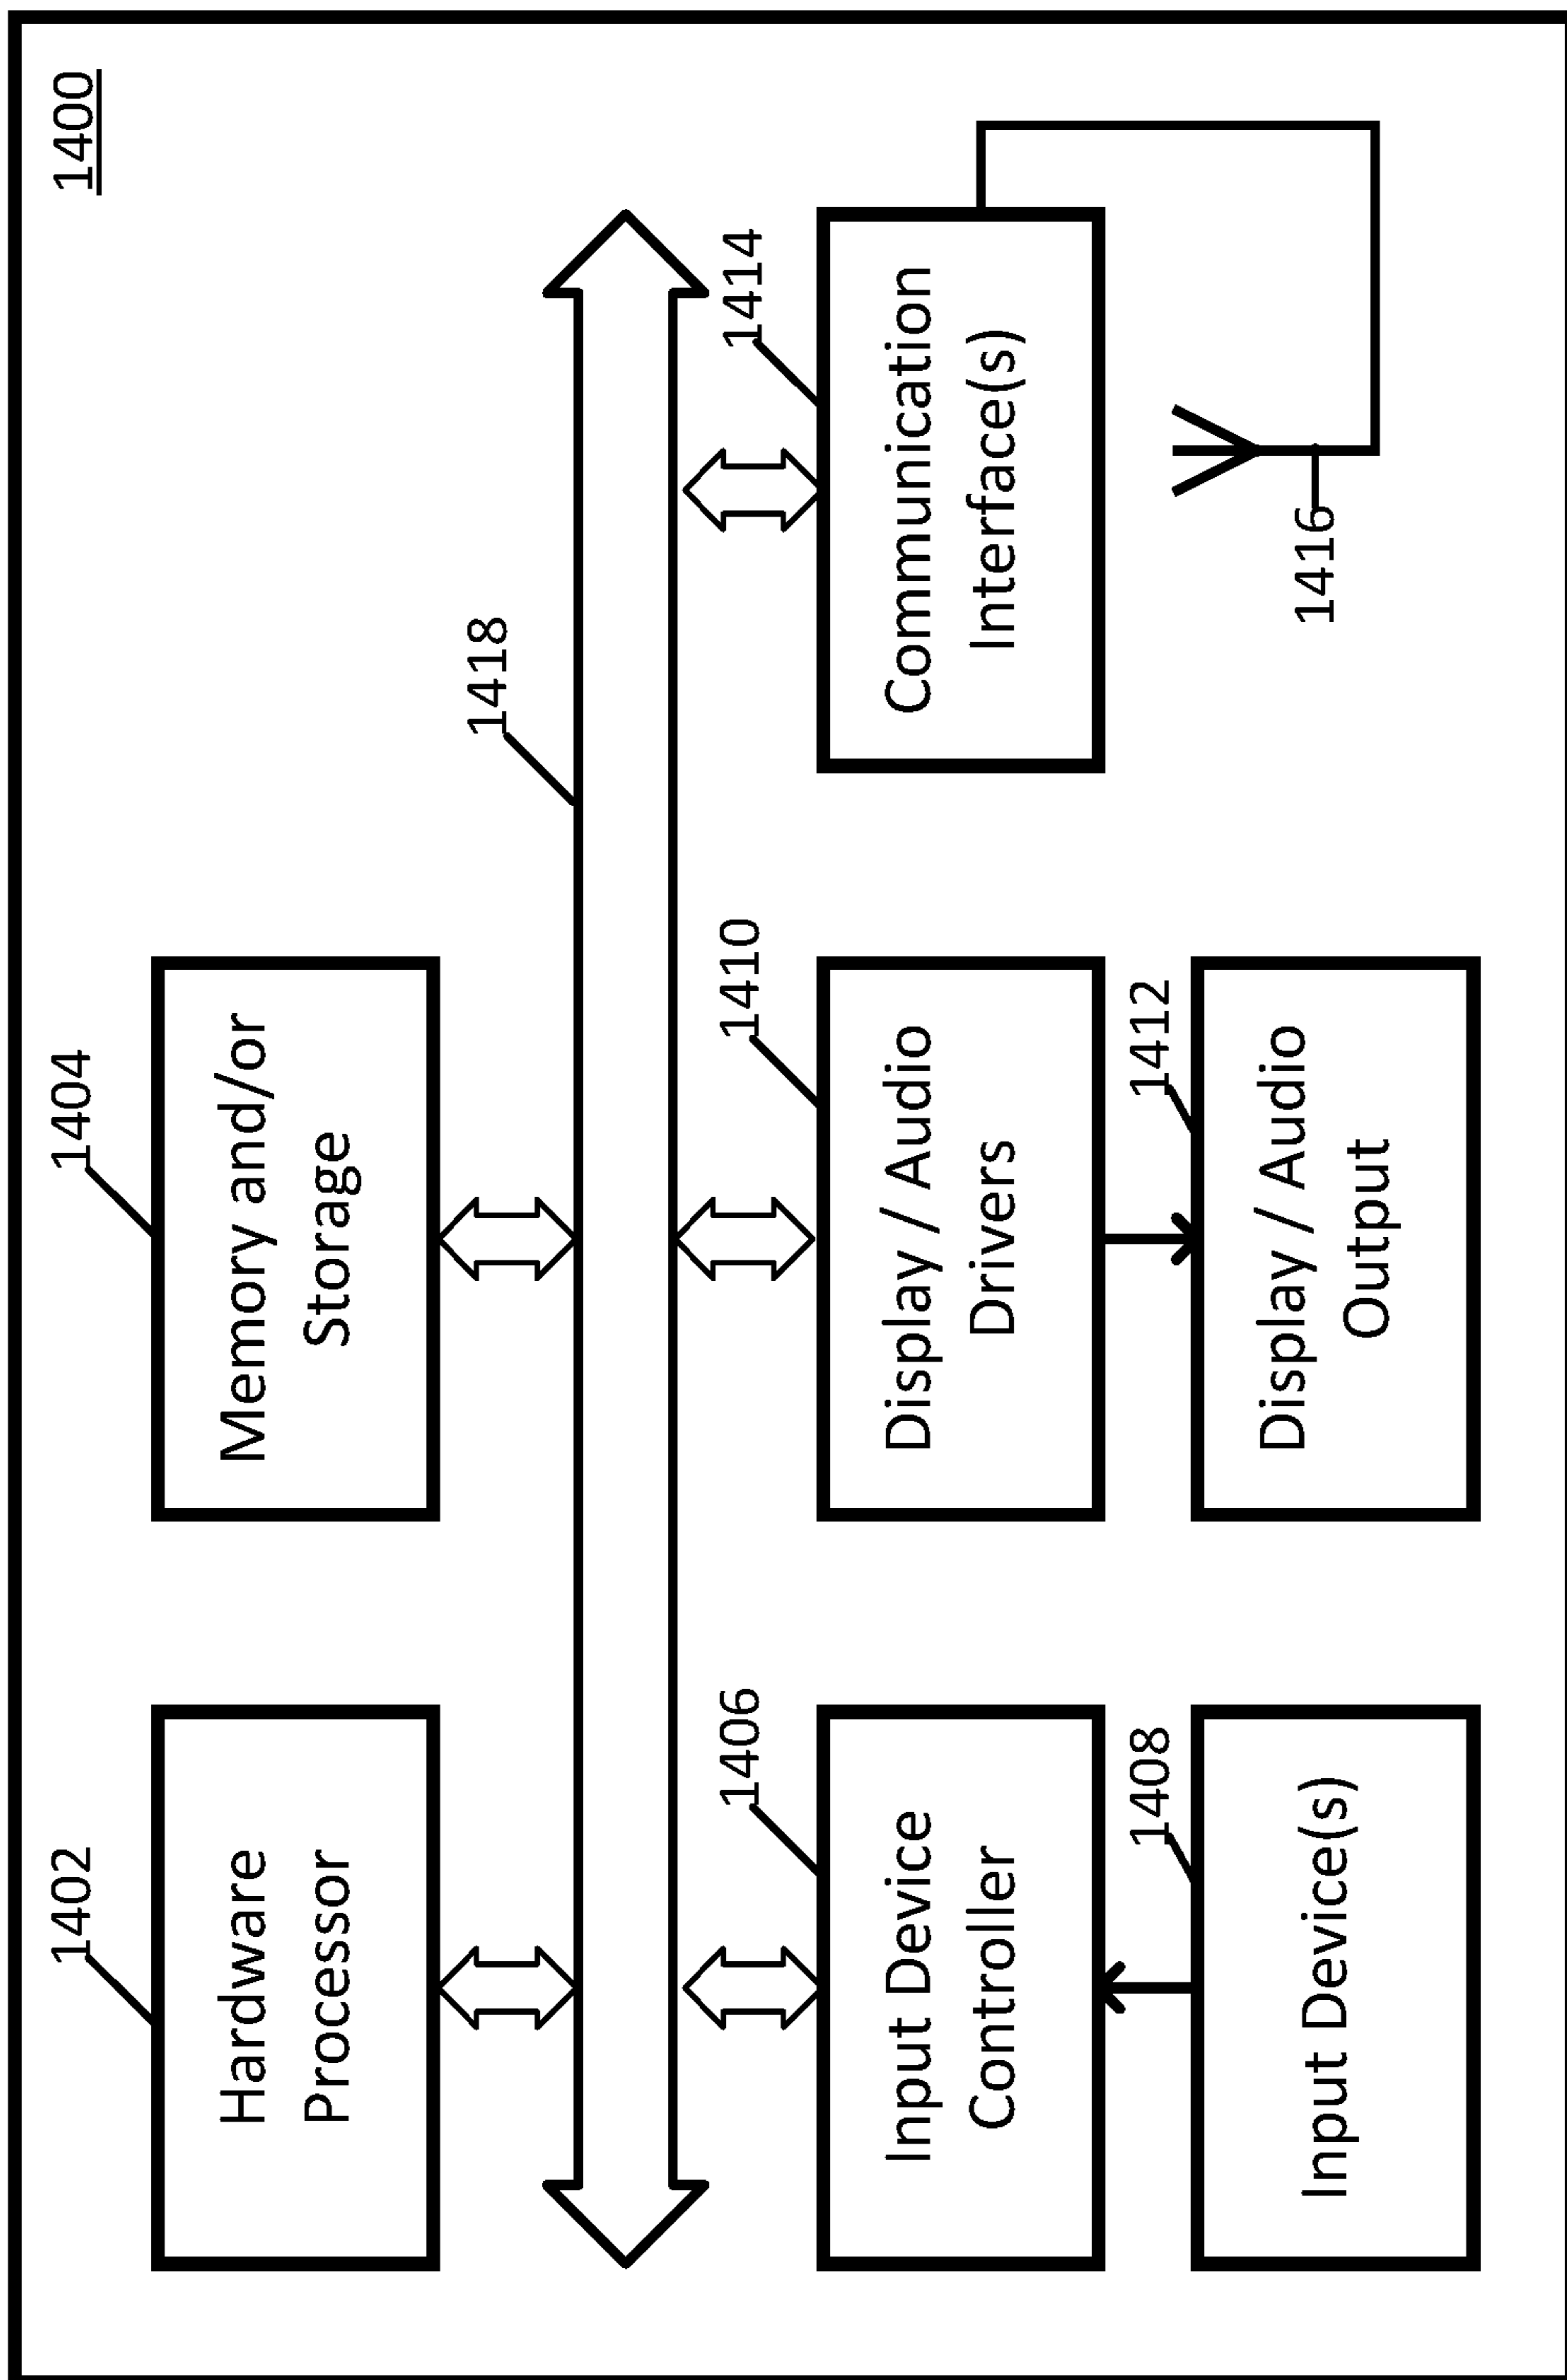 1400
1402
Hardware
Processor
1404
Memory and/or
Storage
1418
1406
Input Device
Controller
1410
Display / Audio
Drivers
1414
Communication
Interface(s)
1408
Input Device(s)
1412
Display / Audio
Output
1416